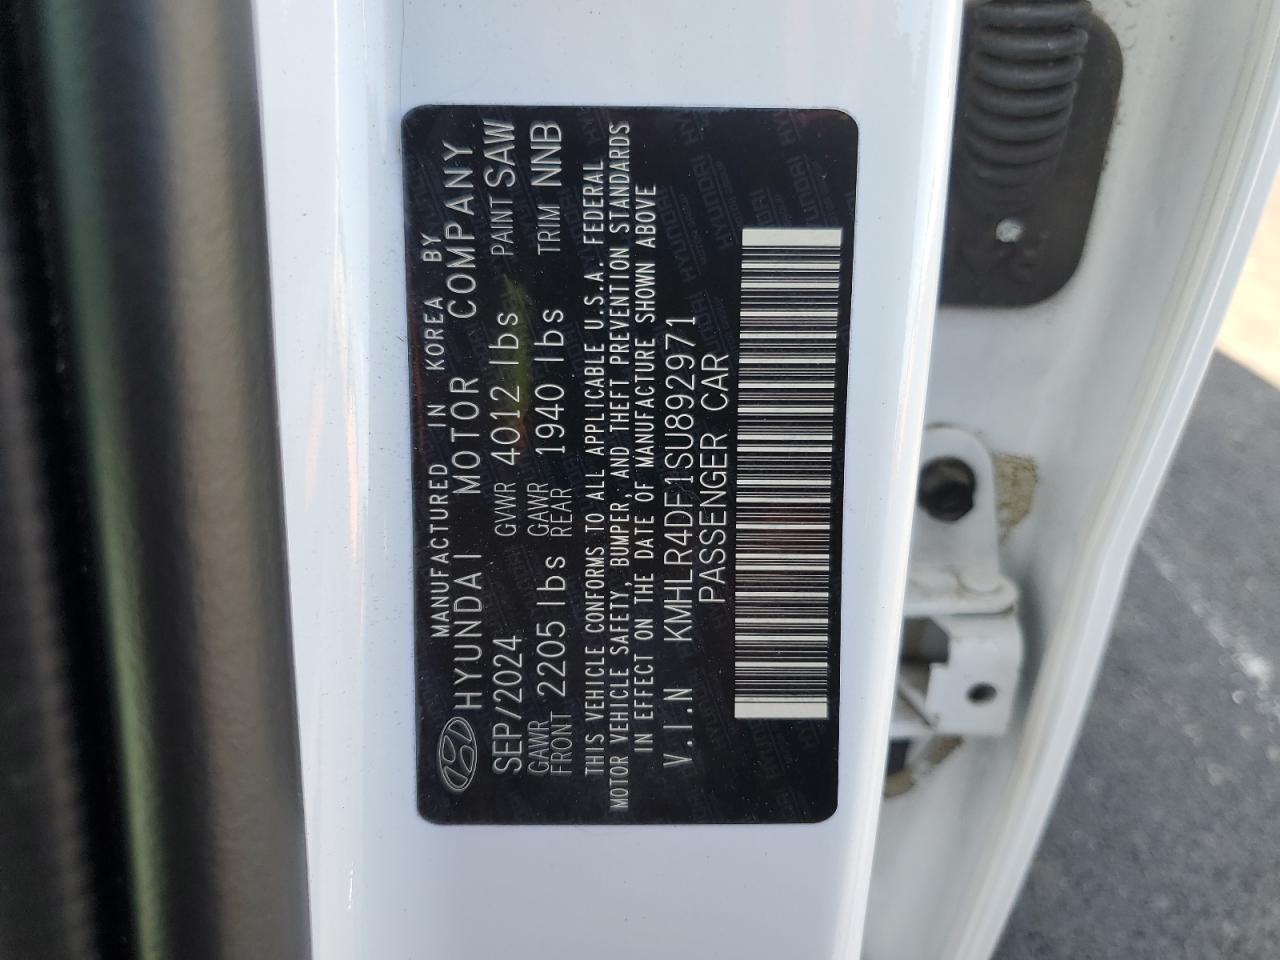 MANUFACTURED IN KOREA BY
HYUNDAI MOTOR COMPANY
SEP/2024 GVWR 4012 lbs PAINT SAW
GAWR FRONT 2205 lbs GAWR REAR 1940 lbs TRIM NNB
THIS VEHICLE CONFORMS TO ALL APPLICABLE U.S.A. FEDERAL
MOTOR VEHICLE SAFETY, BUMPER, AND THEFT PREVENTION STANDARDS
IN EFFECT ON THE DATE OF MANUFACTURE SHOWN ABOVE
V.I.N KMHLR4DF1SU892971
PASSENGER CAR